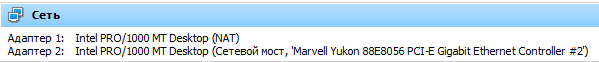 Сеть
Адаптер 1: Intel PRO/1000 MT Desktop (NAT)
Адаптер 2: Intel PRO/1000 MT Desktop (Сетевой мост, 'Marvell Yukon 88E8056 PCI-E Gigabit Ethernet Controller #2')